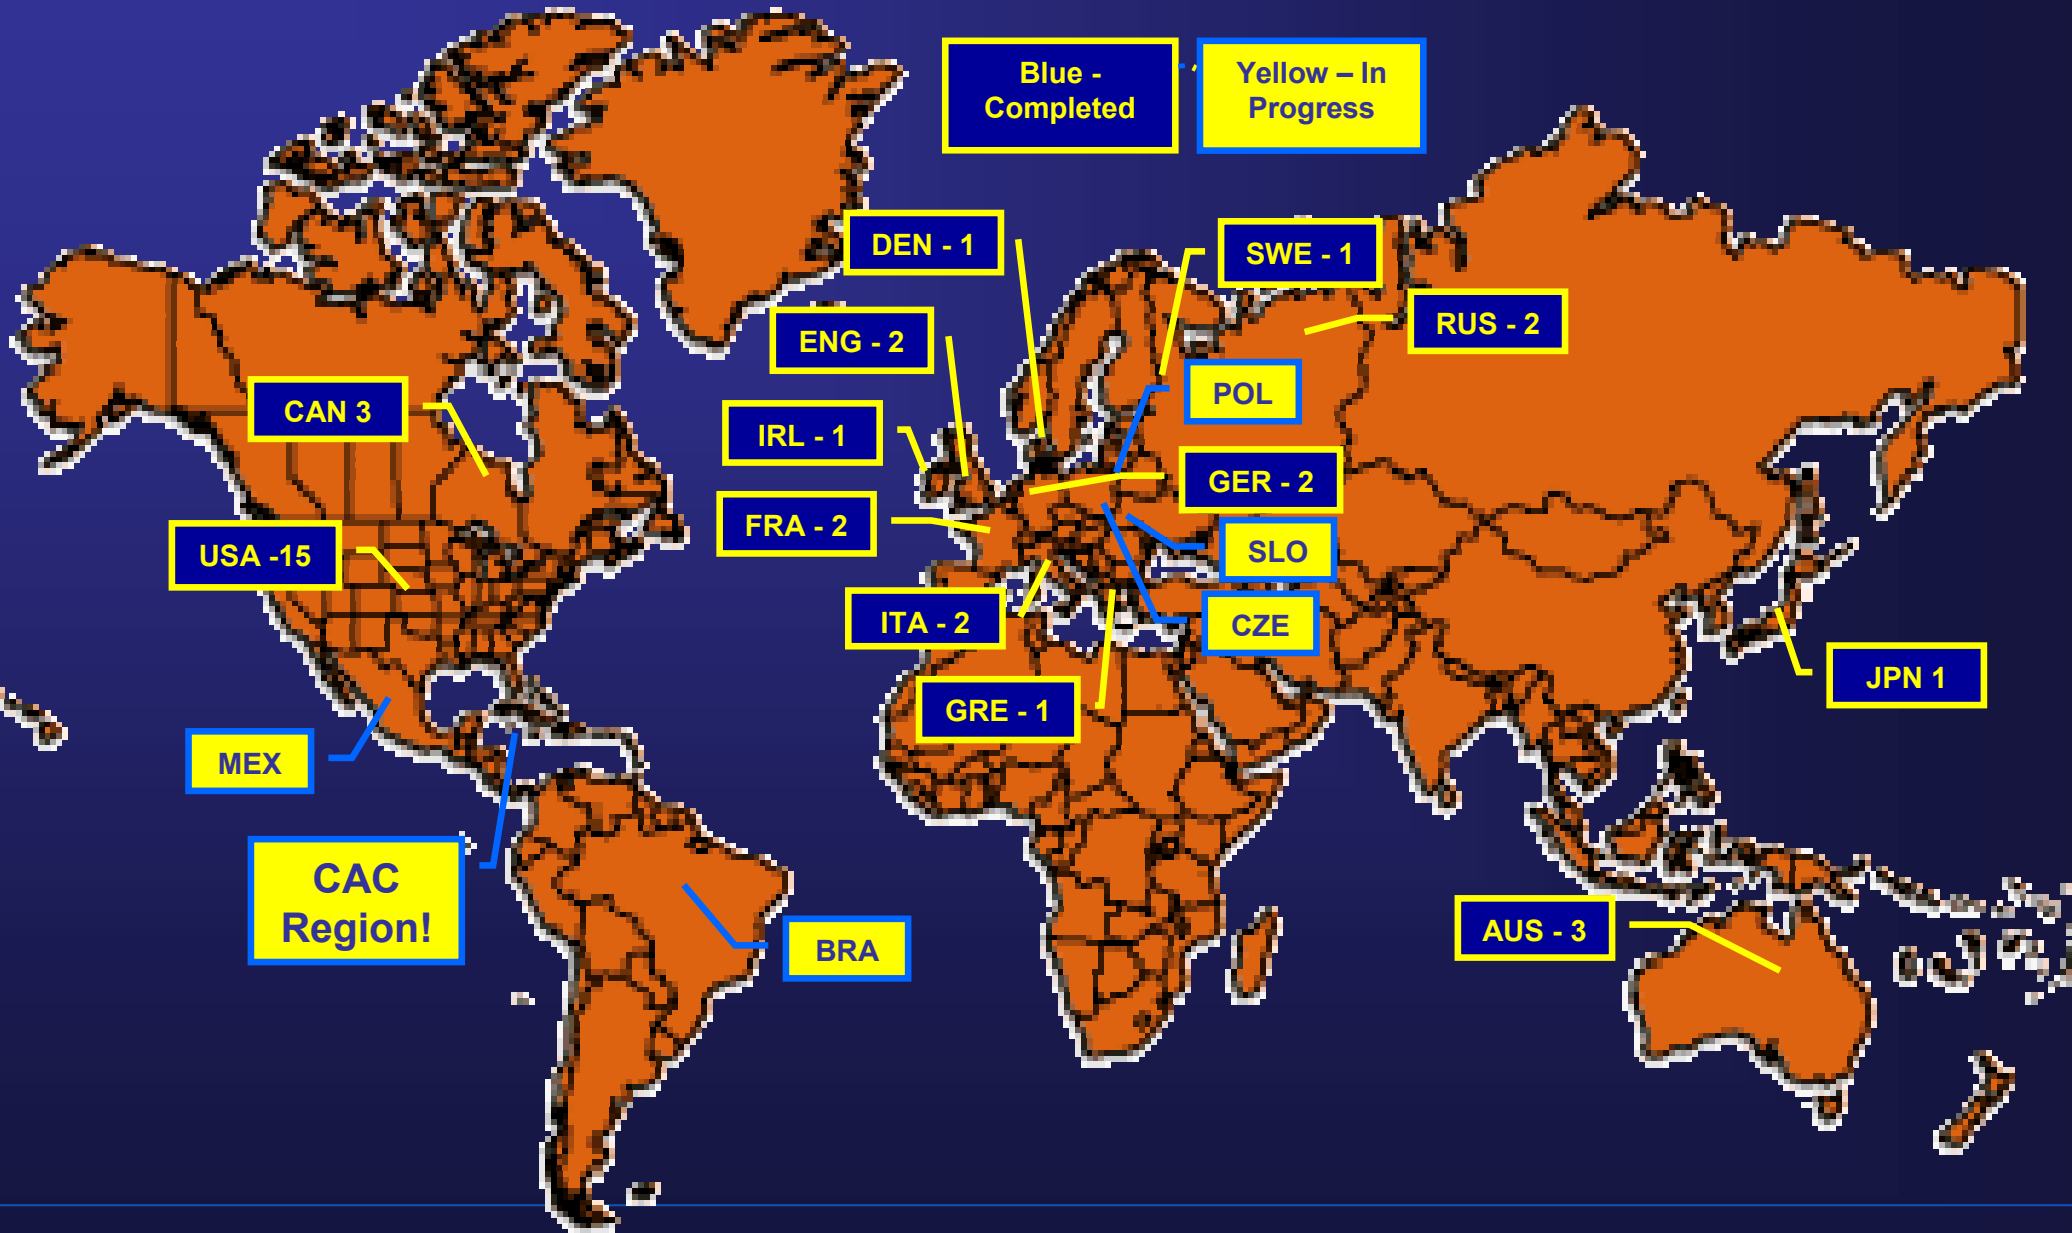 Blue -
Completed
Yellow – In
Progress
DEN - 1
SWE - 1
RUS - 2
ENG - 2
POL
CAN 3
IRL - 1
GER - 2
FRA - 2
SLO
USA -15
ITA - 2
CZE
JPN 1
GRE - 1
MEX
CAC
Region!
AUS - 3
BRA